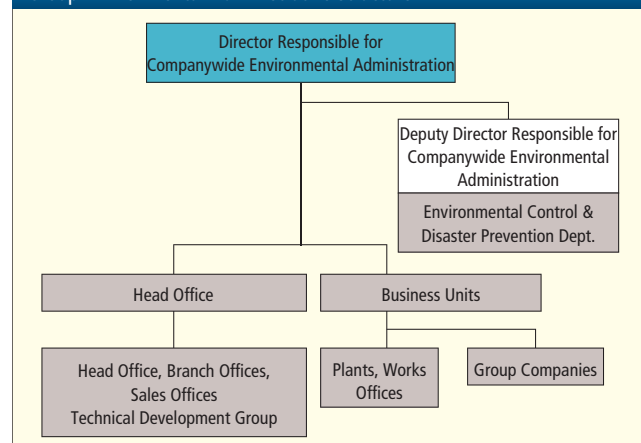 Director Responsible for
Companywide Environmental Administration
Deputy Director Responsible for
Companywide Environmental
Administration
Environmental Control &
Disaster Prevention Dept.
Head Office
Business Units
Head Office, Branch Offices,
Sales Offices
Technical Development Group
Plants, Works
Offices
Group Companies